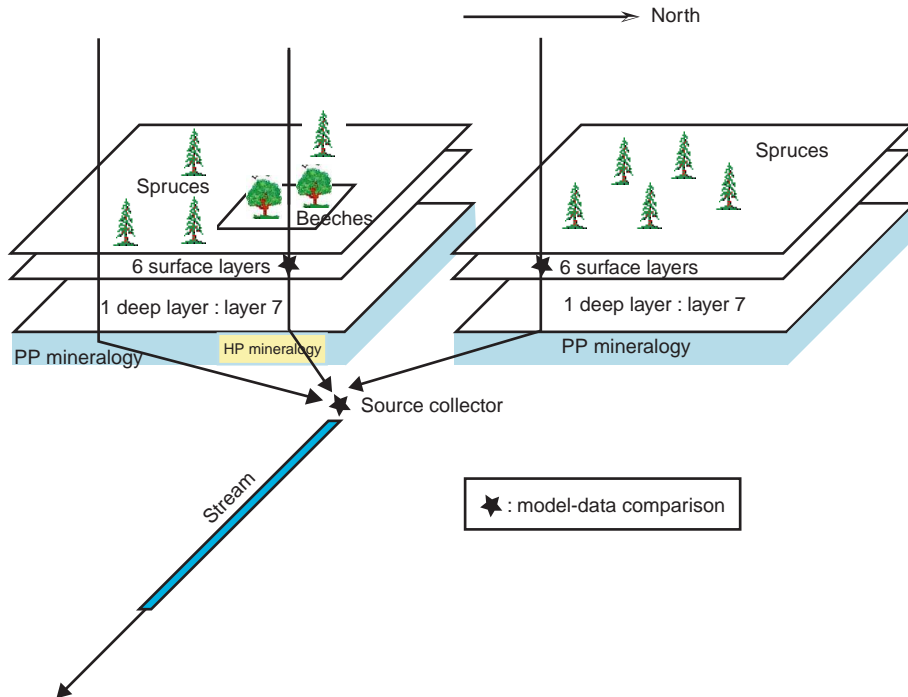 North
Spruces
Beeches
6 surface layers
1 deep layer : layer 7
PP mineralogy
HP mineralogy
Spruces
6 surface layers
1 deep layer : layer 7
PP mineralogy
Source collector
Stream
: model-data comparison